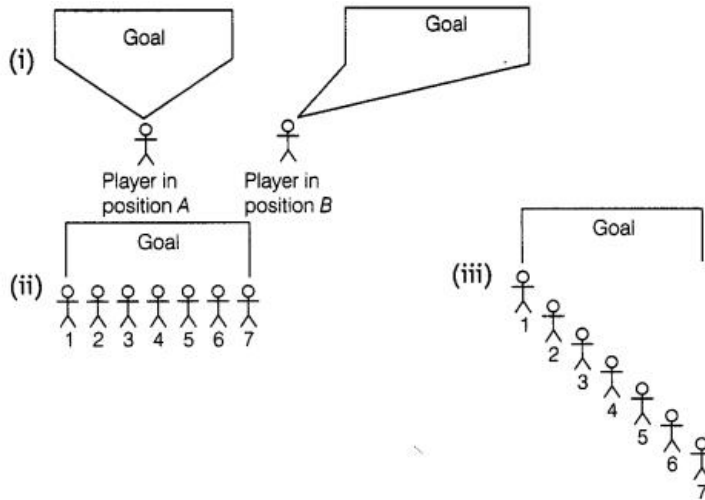 (i)
Goal
Goal
Player in
position A
Player in
position B
(ii)
Goal
1 2 3 4 5 6 7
(iii)
Goal
1
2
3
4
5
6
7